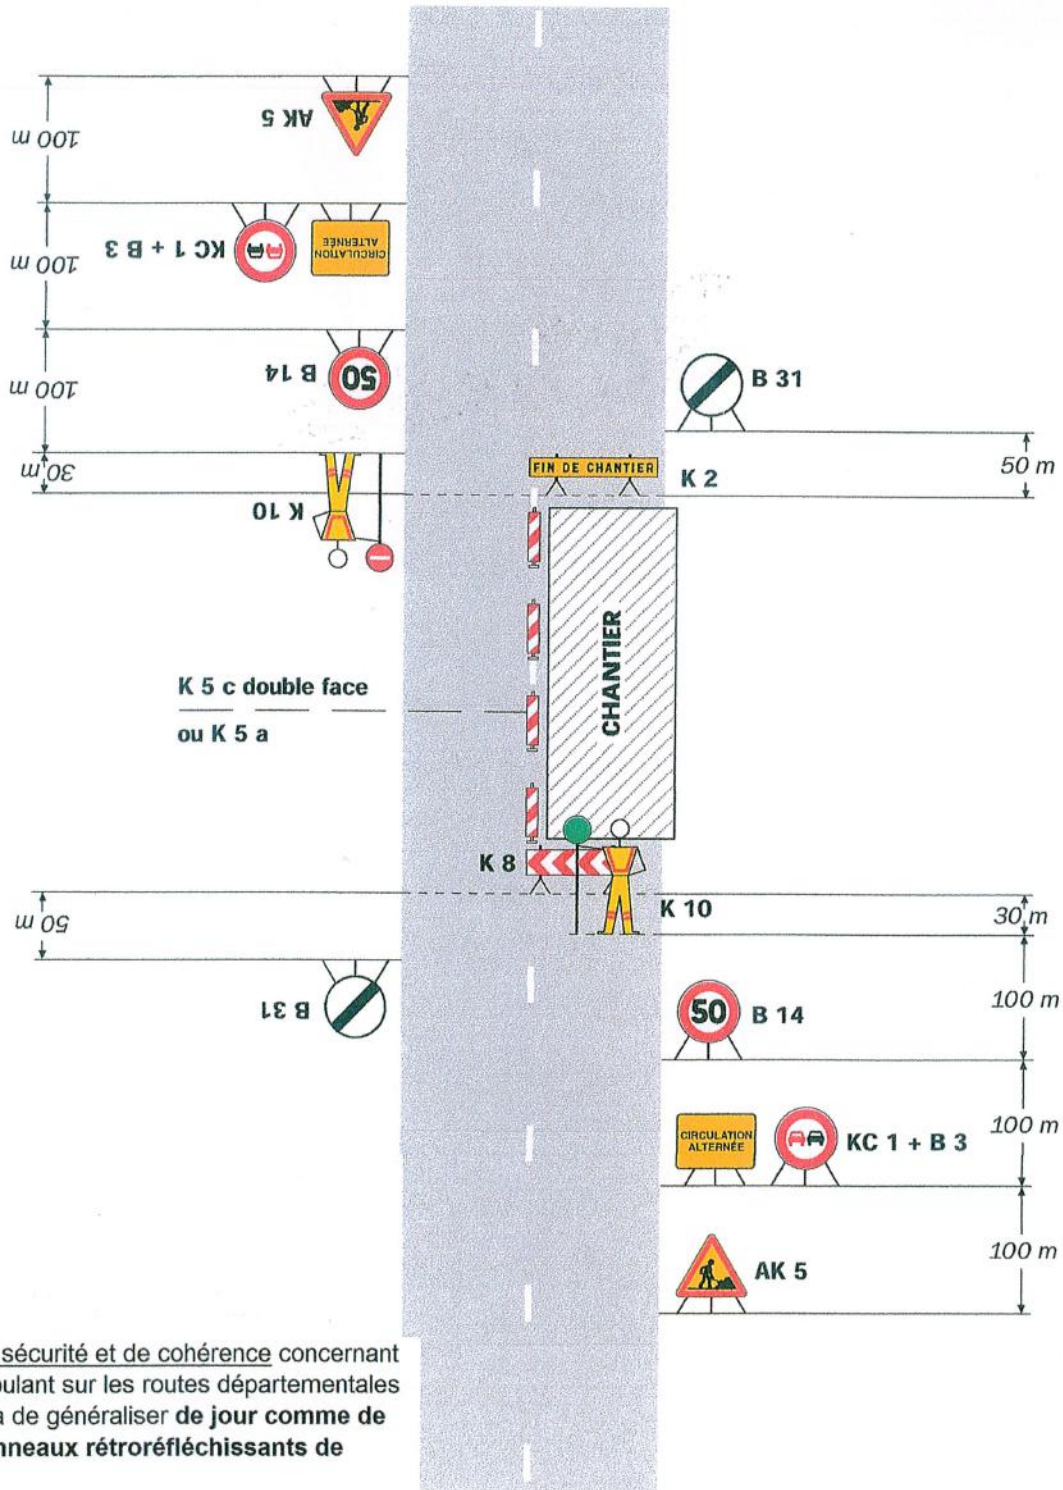 AK 5
100 m
KC 1 + B 3
CIRCULATION
ALTERNÉE
100 m
B 14
50
100 m
B 31
30 m
K 10
FIN DE CHANTIER
K 2
50 m
CHANTIER
K 5 c double face
ou K 5 a
K 8
K 10
30 m
50 m
B 31
50
B 14
100 m
CIRCULATION
ALTERNÉE
KC 1 + B 3
100 m
AK 5
100 m
sécurité et de cohérence concernant
ulant sur les routes départementales
a de généraliser de jour comme de
nneaux rétroréfléchissants de